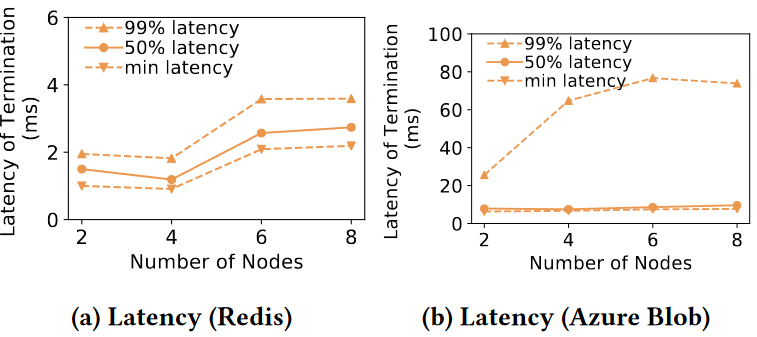 Latency of Termination
(ms)
6
4
2
0
99% latency
50% latency
min latency
2 4 6 8
Number of Nodes
(a) Latency (Redis)
Latency of Termination
(ms)
100
80
60
40
20
0
99% latency
50% latency
min latency
2 4 6 8
Number of Nodes
(b) Latency (Azure Blob)